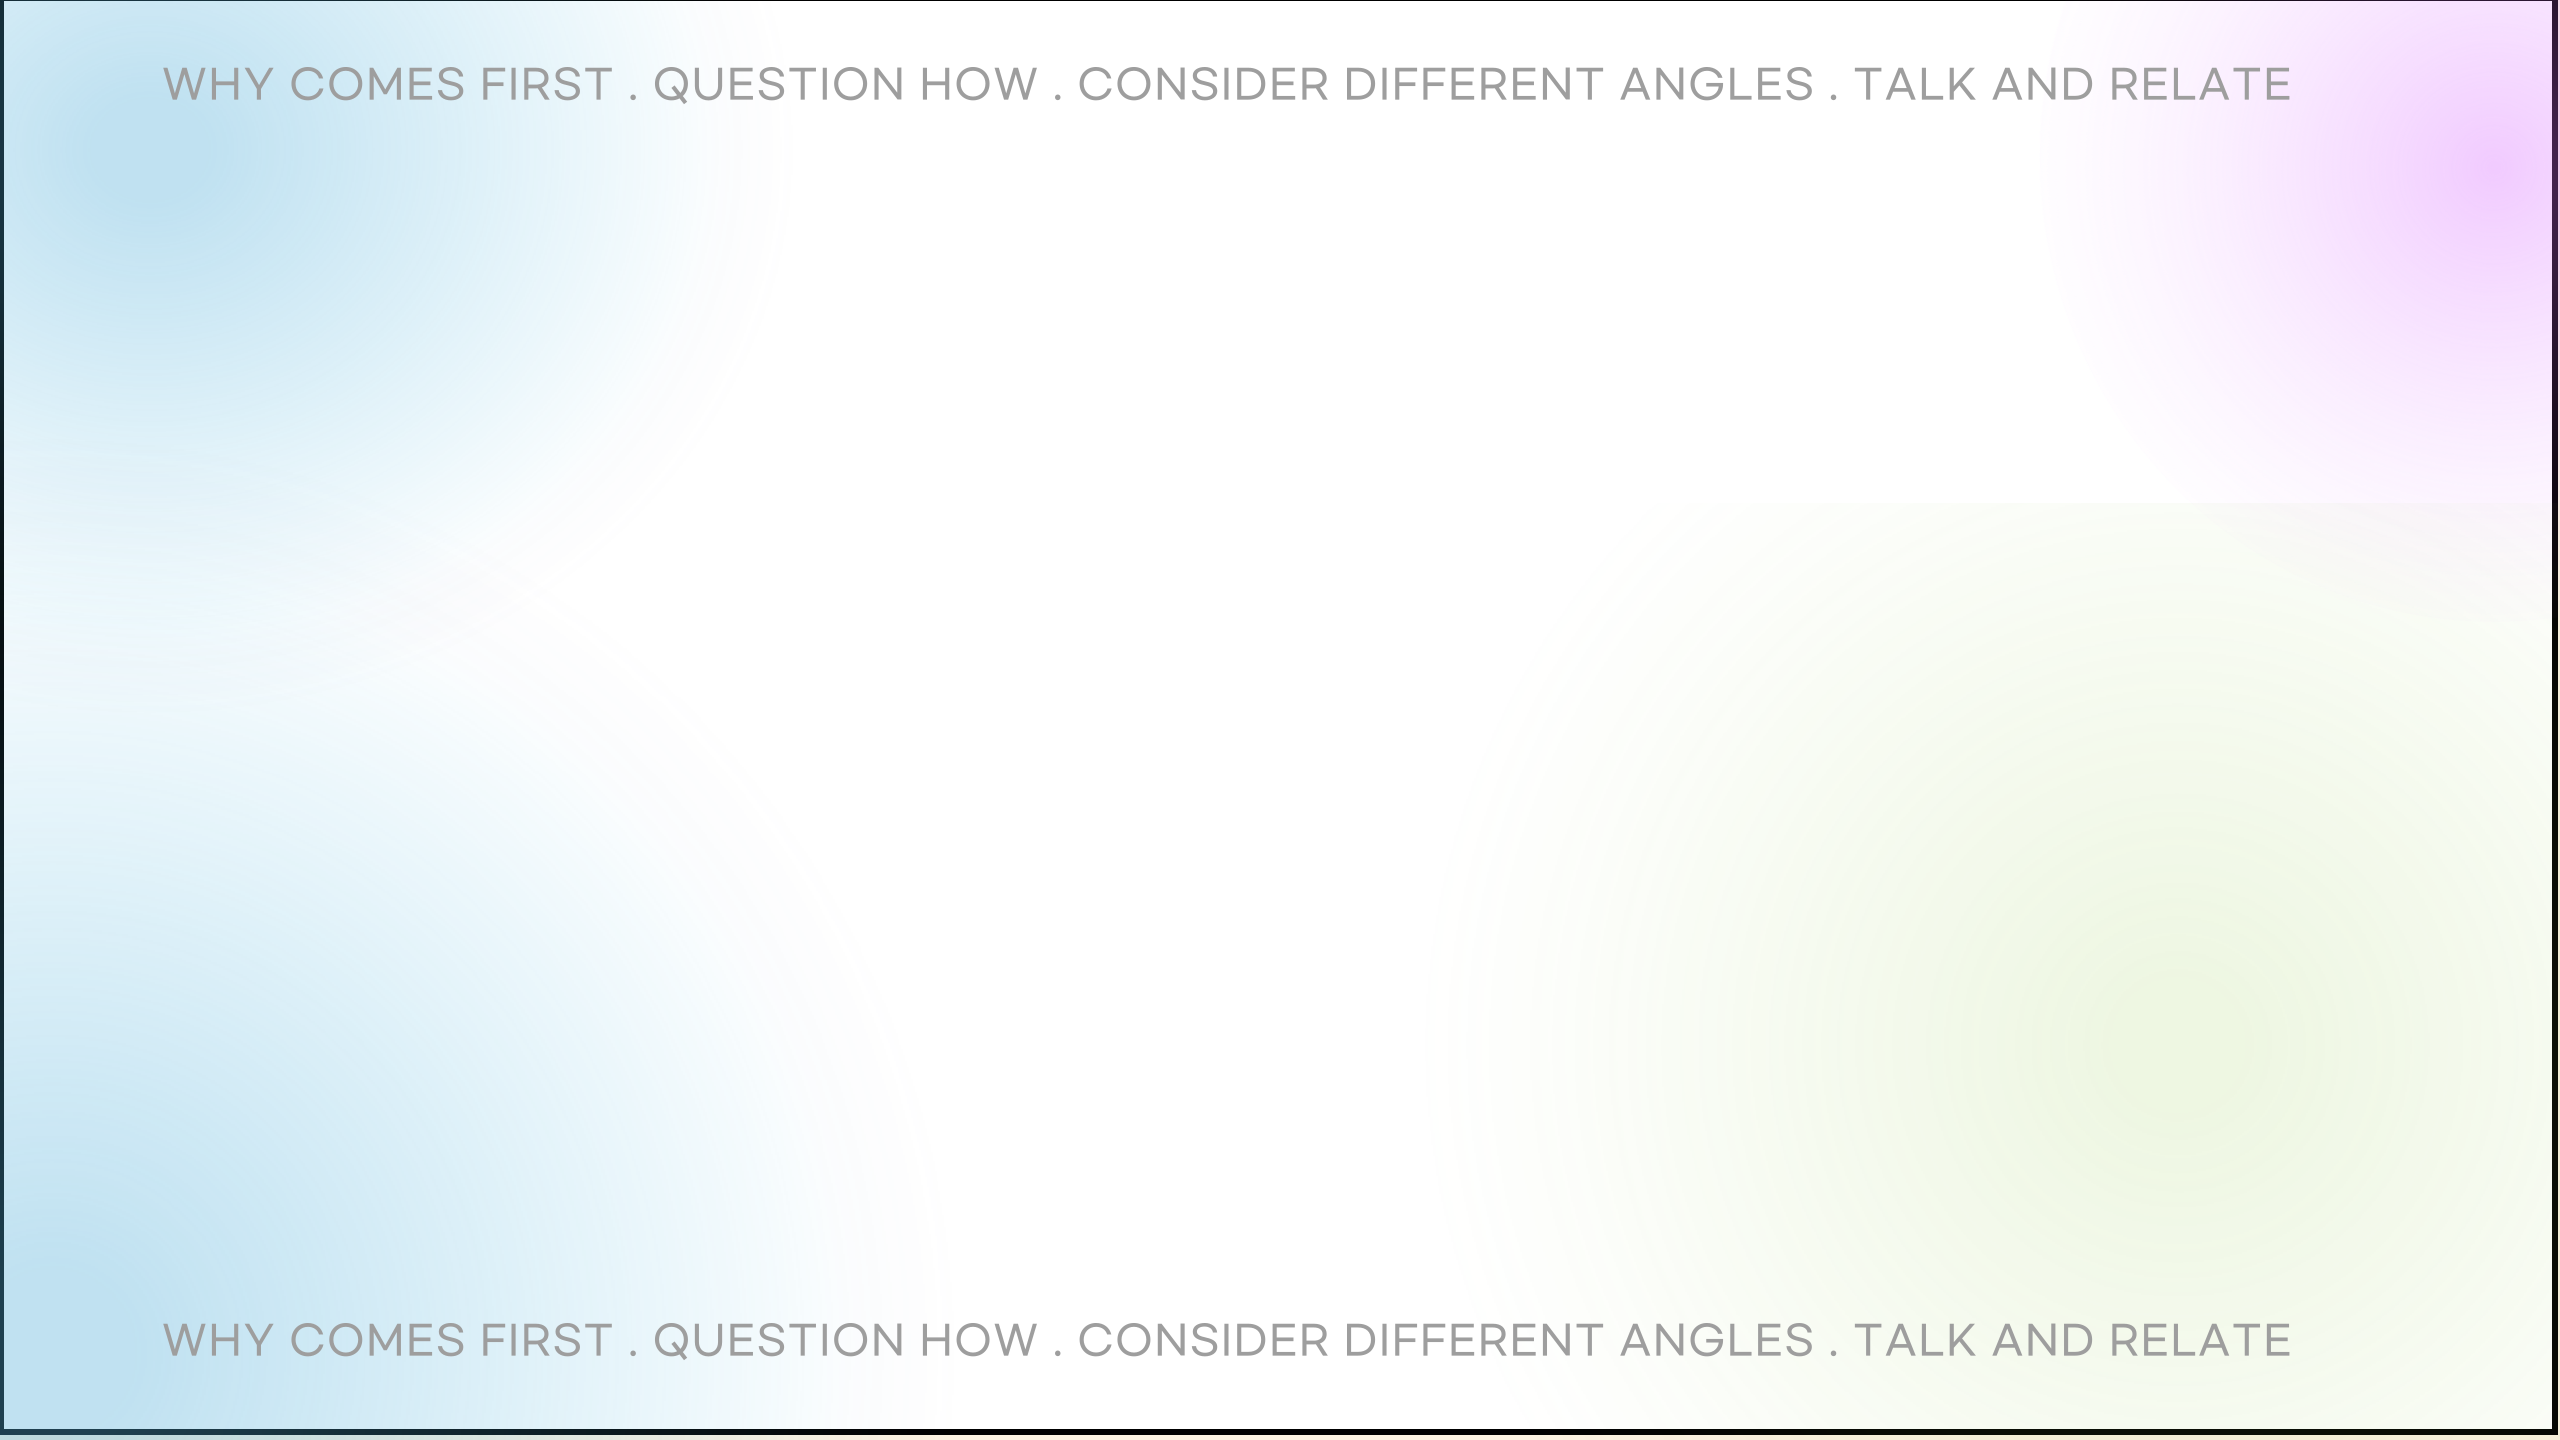 WHY COMES FIRST . QUESTION HOW . CONSIDER DIFFERENT ANGLES . TALK AND RELATE
WHY COMES FIRST . QUESTION HOW . CONSIDER DIFFERENT ANGLES . TALK AND RELATE